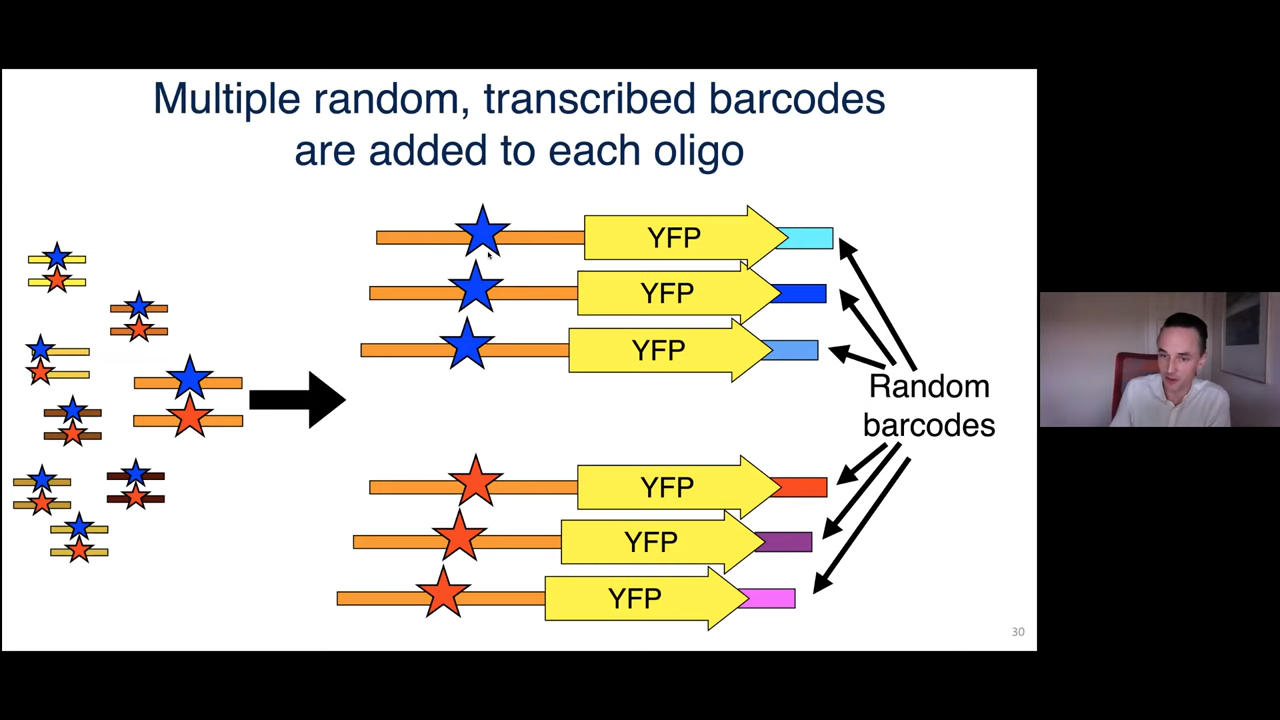 Multiple random, transcribed barcodes
are added to each oligo
YFP
YFP
YFP
Random
barcodes
YFP
YFP
YFP
30